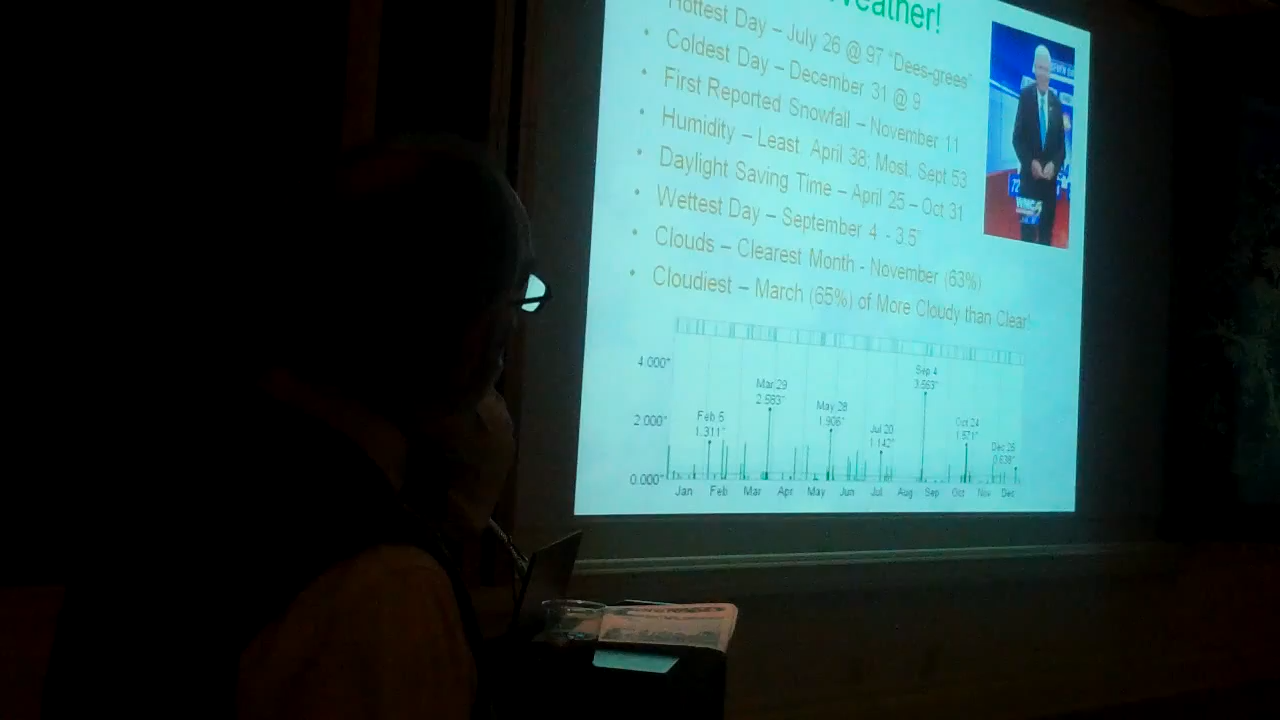 Weather!
Hottest Day – July 26 @ 97 "Dees-grees"
• Coldest Day – December 31 @ 9
• First Reported Snowfall – November 11
• Humidity – Least. April 38: Most. Sept 53
• Daylight Saving Time – April 25 – Oct 31
• Wettest Day – September 4 - 3.5"
• Clouds – Clearest Month - November (63%)
• Cloudiest – March (65%) of More Cloudy than Clear!
72
4.000"
2.000"
0.000"
Feb 5
1.311"
Mar 29
2.583"
May 28
1.906"
Jul 20
1.142"
Sep 4
3.563"
Oct 24
1.571"
Dec 26
0.638"
Jan Feb Mar Apr May Jun Jul Aug Sep Oct Nov Dec